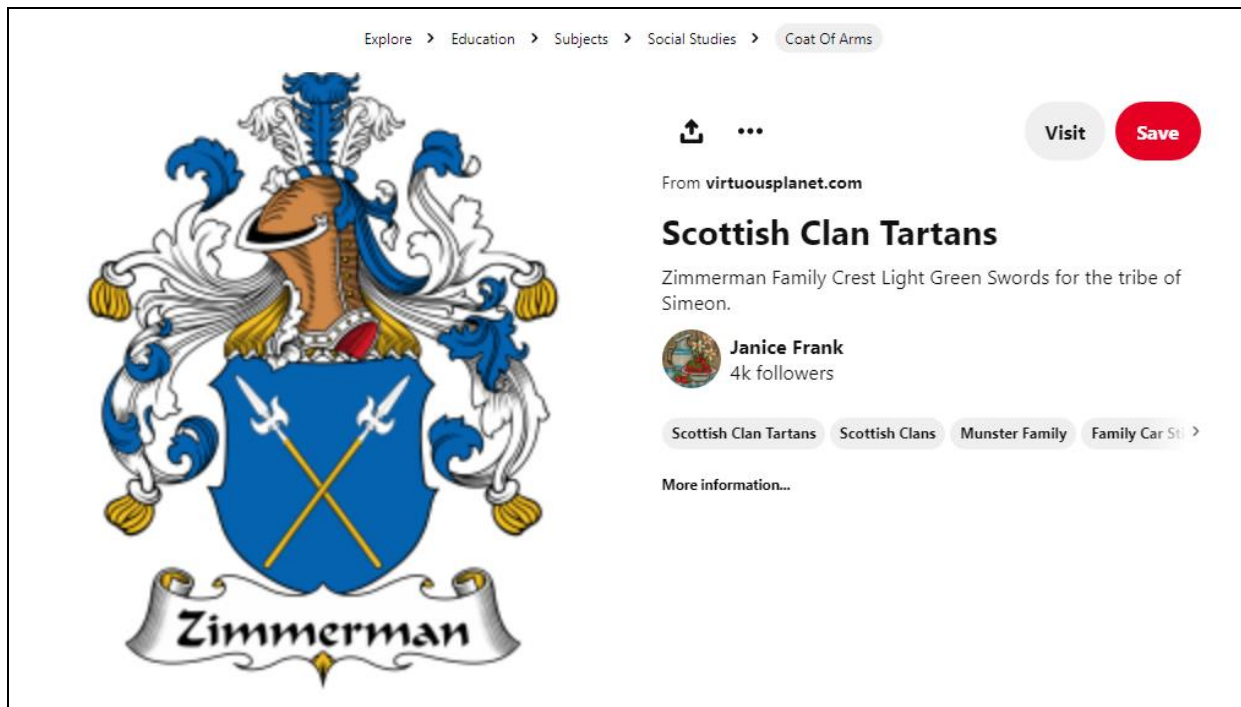 Explore > Education > Subjects > Social Studies > Coat Of Arms
Visit
Save
From virtuousplanet.com
Scottish Clan Tartans
Zimmerman Family Crest Light Green Swords for the tribe of
Simeon.
Janice Frank
4k followers
Scottish Clan Tartans Scottish Clans Munster Family Family Car
More information...
Zimmerman